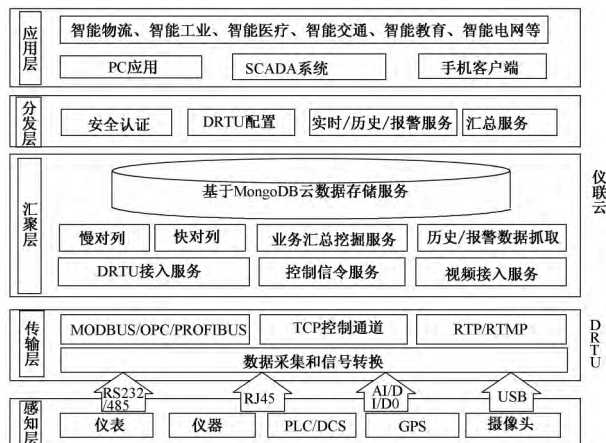 应用层
智能物流、智能工业、智能医疗、智能交通、智能教育、智能电网等
PC应用
SCADA系统
手机客户端
分发层
安全认证
DRTU配置
实时/历史/报警服务
汇总服务
汇聚层
基于MongoDB云数据存储服务
慢对列
快对列
业务汇总挖掘服务
历史/报警数据抓取
DRTU接入服务
控制信令服务
视频接入服务
仪联云
传输层
MODBUS/OPC/PROFIBUS
TCP控制通道
RTP/RTMP
数据采集和信号转换
DRTU
RS232
/485
RJ45
AI/D
I/D0
USB
感知层
仪表
仪器
PLC/DCS
GPS
摄像头